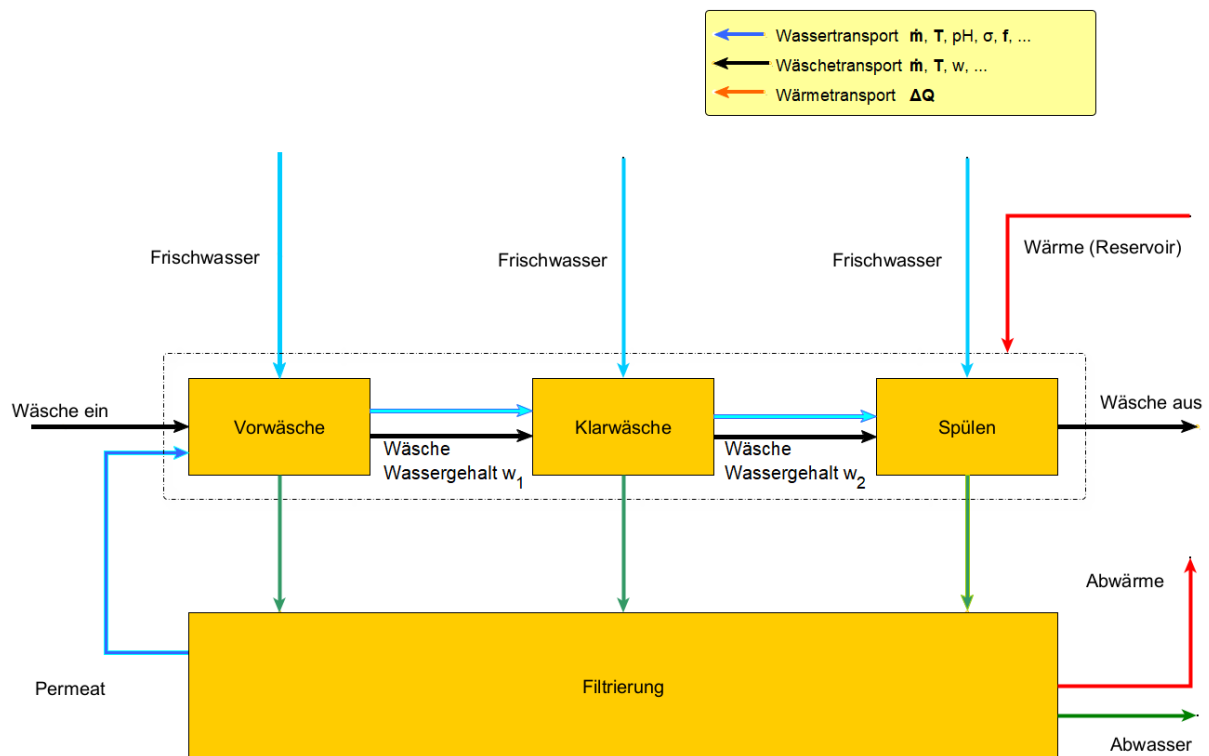 Wassertransport ṁ, T, pH, σ, f, ...
Wäschetransport ṁ, T, w, ...
Wärmetransport ΔQ
Frischwasser
Frischwasser
Frischwasser
Wärme (Reservoir)
Wäsche ein
Vorwäsche
Klarwäsche
Spülen
Wäsche aus
Wäsche
Wassergehalt w1
Wäsche
Wassergehalt w2
Abwärme
Permeat
Filtrierung
Abwasser